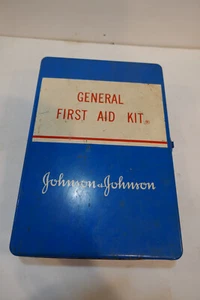 GENERAL
FIRST AID KIT
Johnson & Johnson